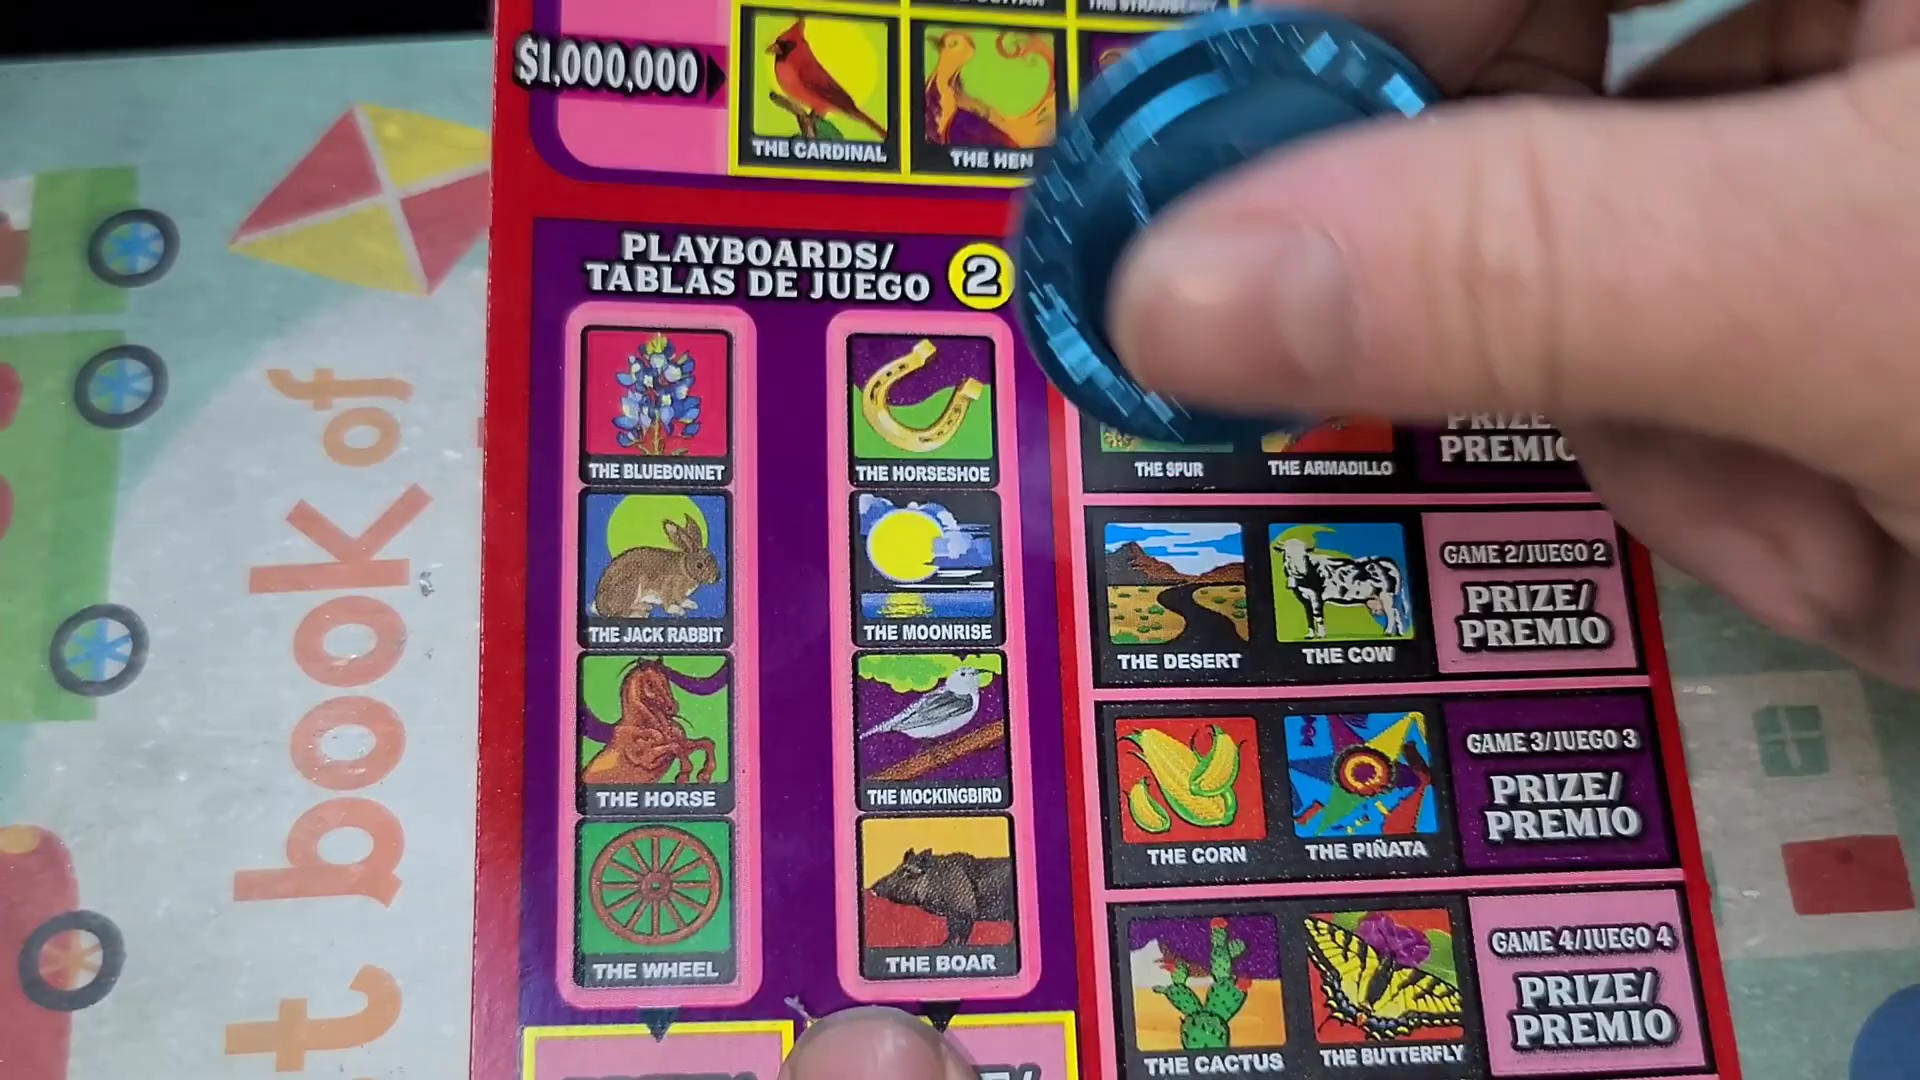 $1,000,000
THE CARDINAL
THE HEN
PLAYBOARDS/
TABLAS DE JUEGO 2
THE BLUEBONNET
THE HORSESHOE
THE JACK RABBIT
THE MOONRISE
THE HORSE
THE MOCKINGBIRD
THE WHEEL
THE BOAR
THE SPUR
THE ARMADILLO
PRIZE/
PREMIO
THE DESERT
THE COW
GAME 2/JUEGO 2
PRIZE/
PREMIO
THE CORN
THE PIÑATA
GAME 3/JUEGO 3
PRIZE/
PREMIO
THE CACTUS
THE BUTTERFLY
GAME 4/JUEGO 4
PRIZE/
PREMIO
book of